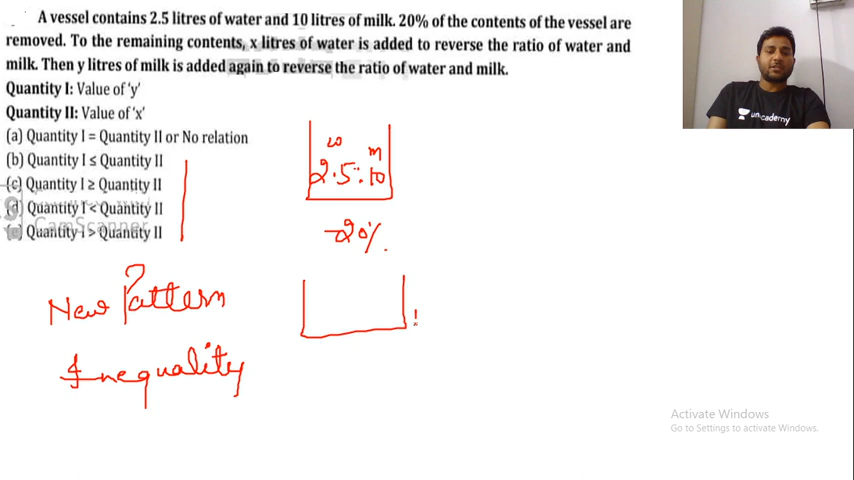 A vessel contains 2.5 litres of water and 10 litres of milk. 20% of the contents of the vessel are
removed. To the remaining contents, x litres of water is added to reverse the ratio of water and
milk. Then y litres of milk is added again to reverse the ratio of water and milk.
Quantity I: Value of 'y'
Quantity II: Value of 'x'
(a) Quantity I = Quantity II or No relation
(b) Quantity I ≤ Quantity II
(c) Quantity I ≥ Quantity II
(d) Quantity I < Quantity II
(e) Quantity I > Quantity II
CamScanner
w m
2.5:10
-20%
New Pattern
Inequality
unacademy
Activate Windows
Go to Settings to activate Windows.